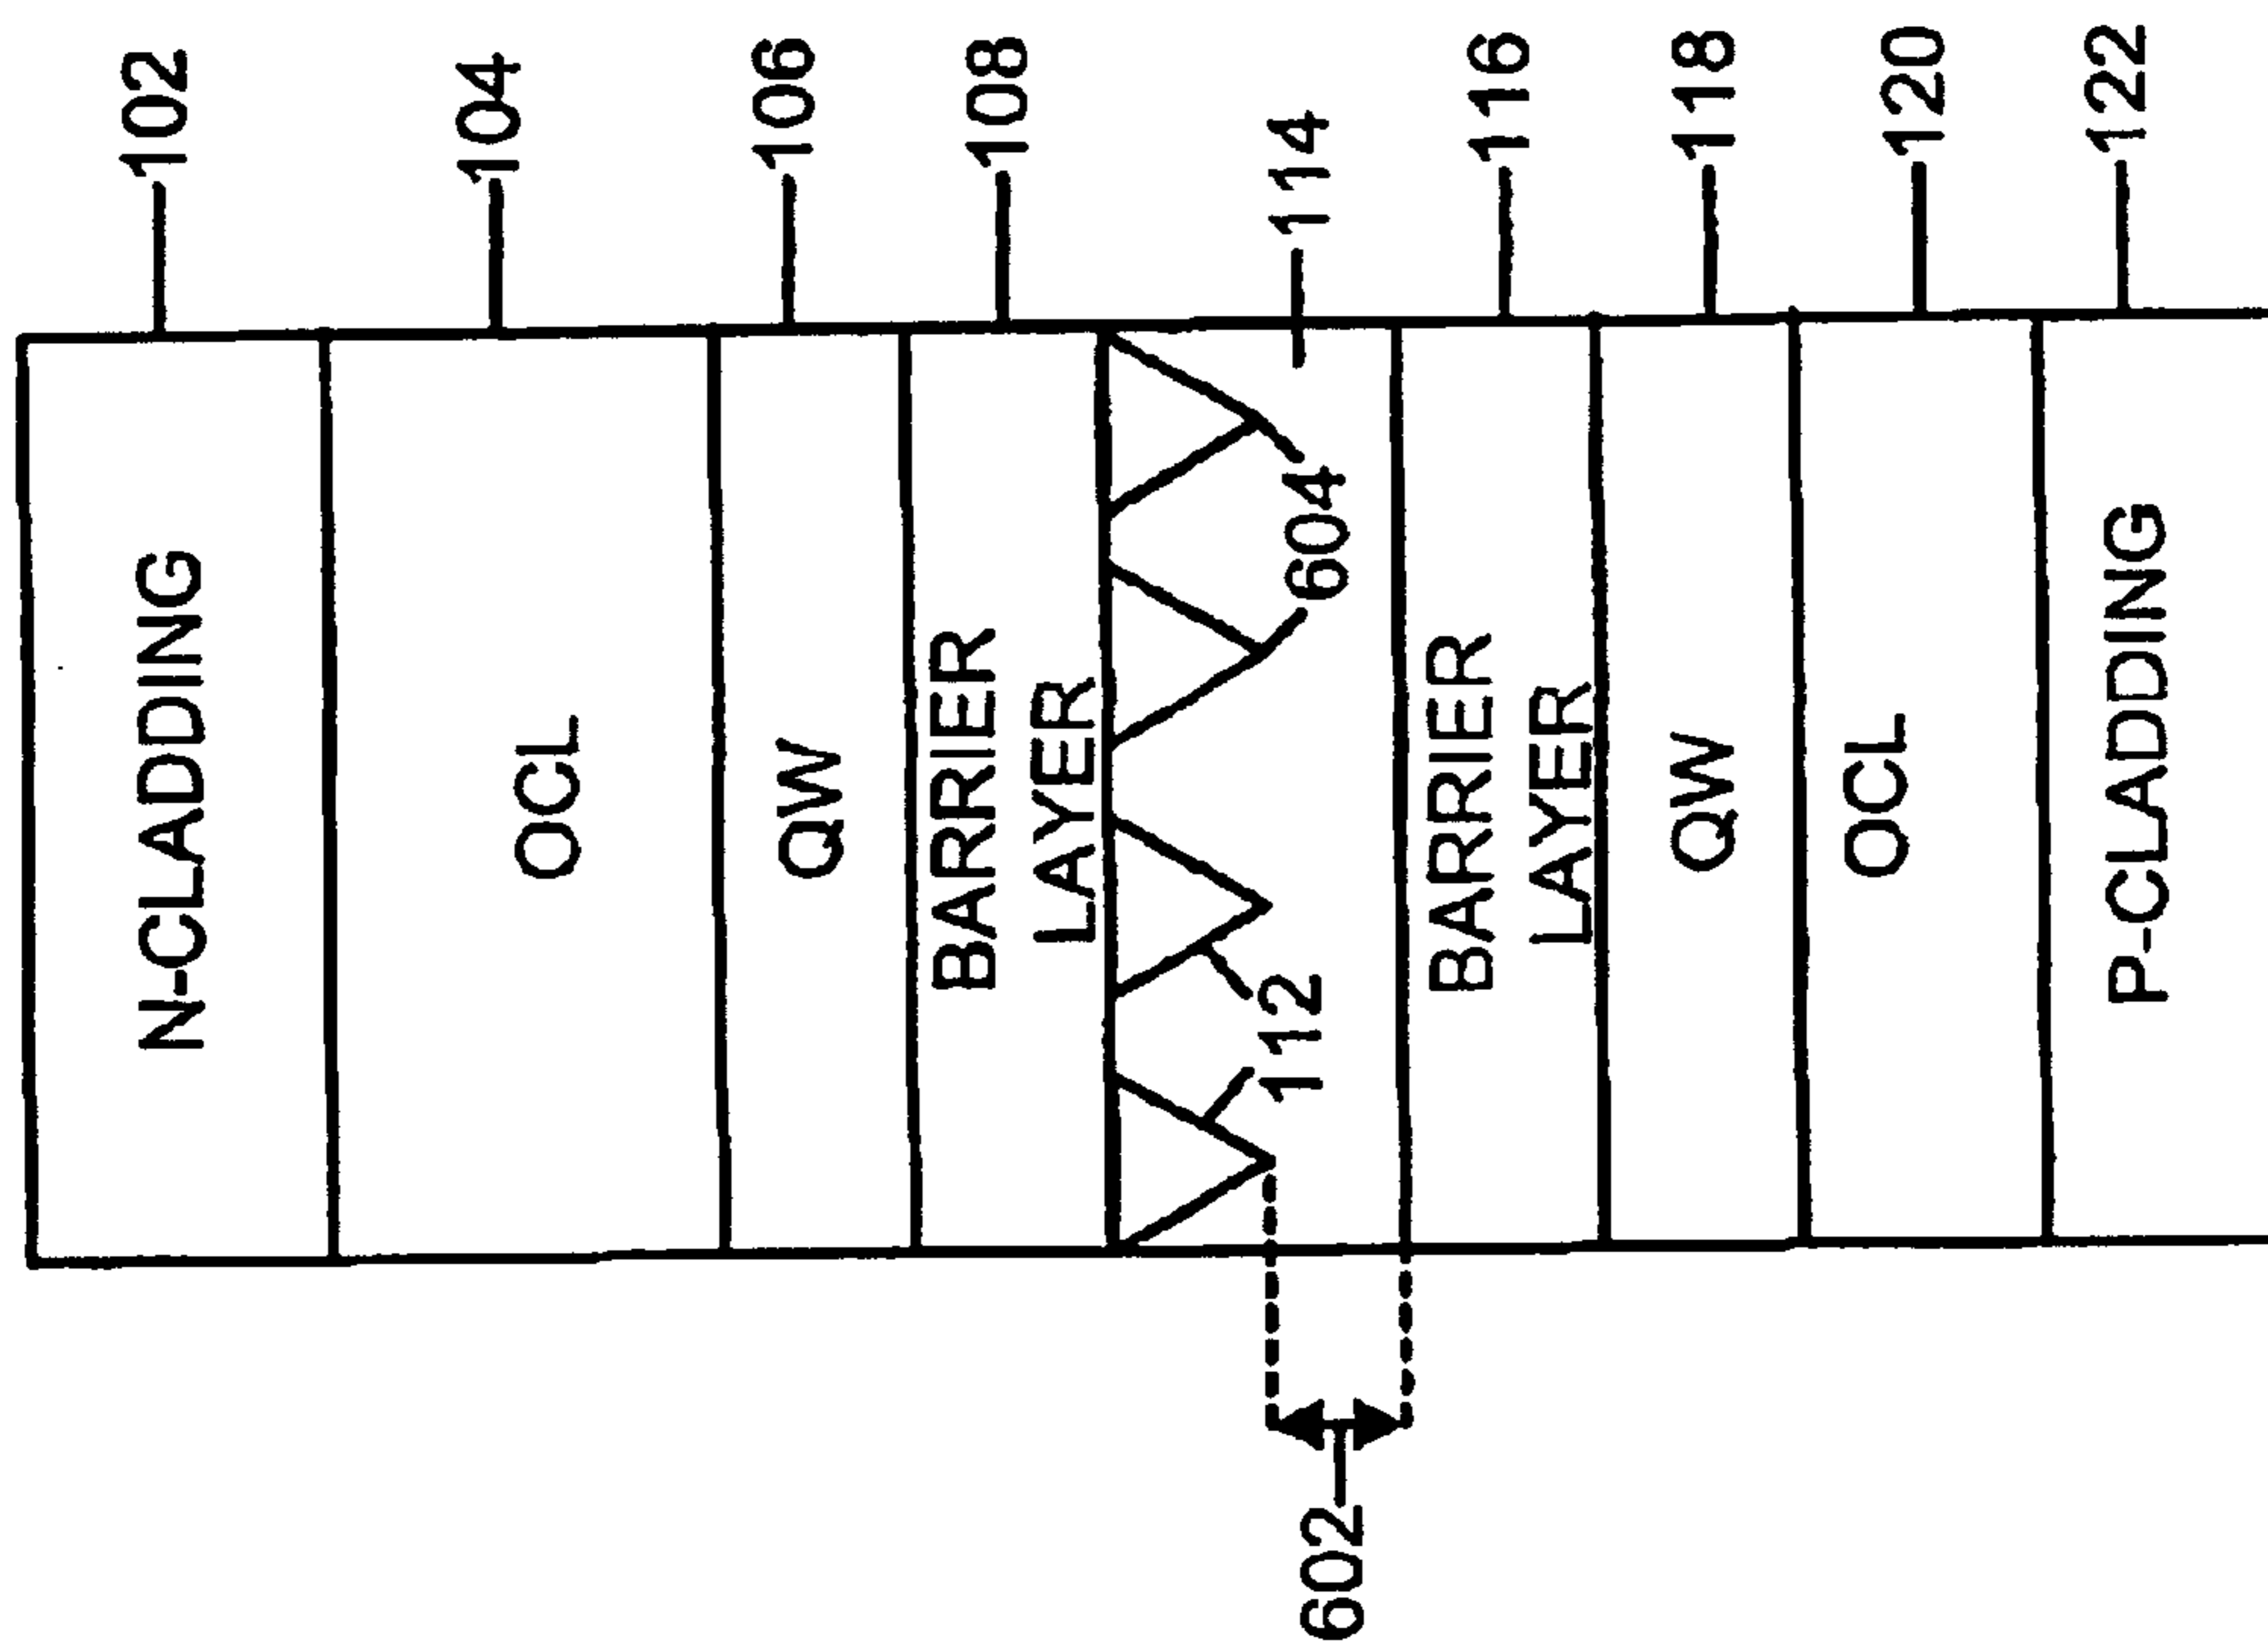 N-CLADDING
102
OCL
104
QW
106
BARRIER
LAYER
108
112
604
114
602
BARRIER
LAYER
116
QW
118
OCL
120
P-CLADDING
122